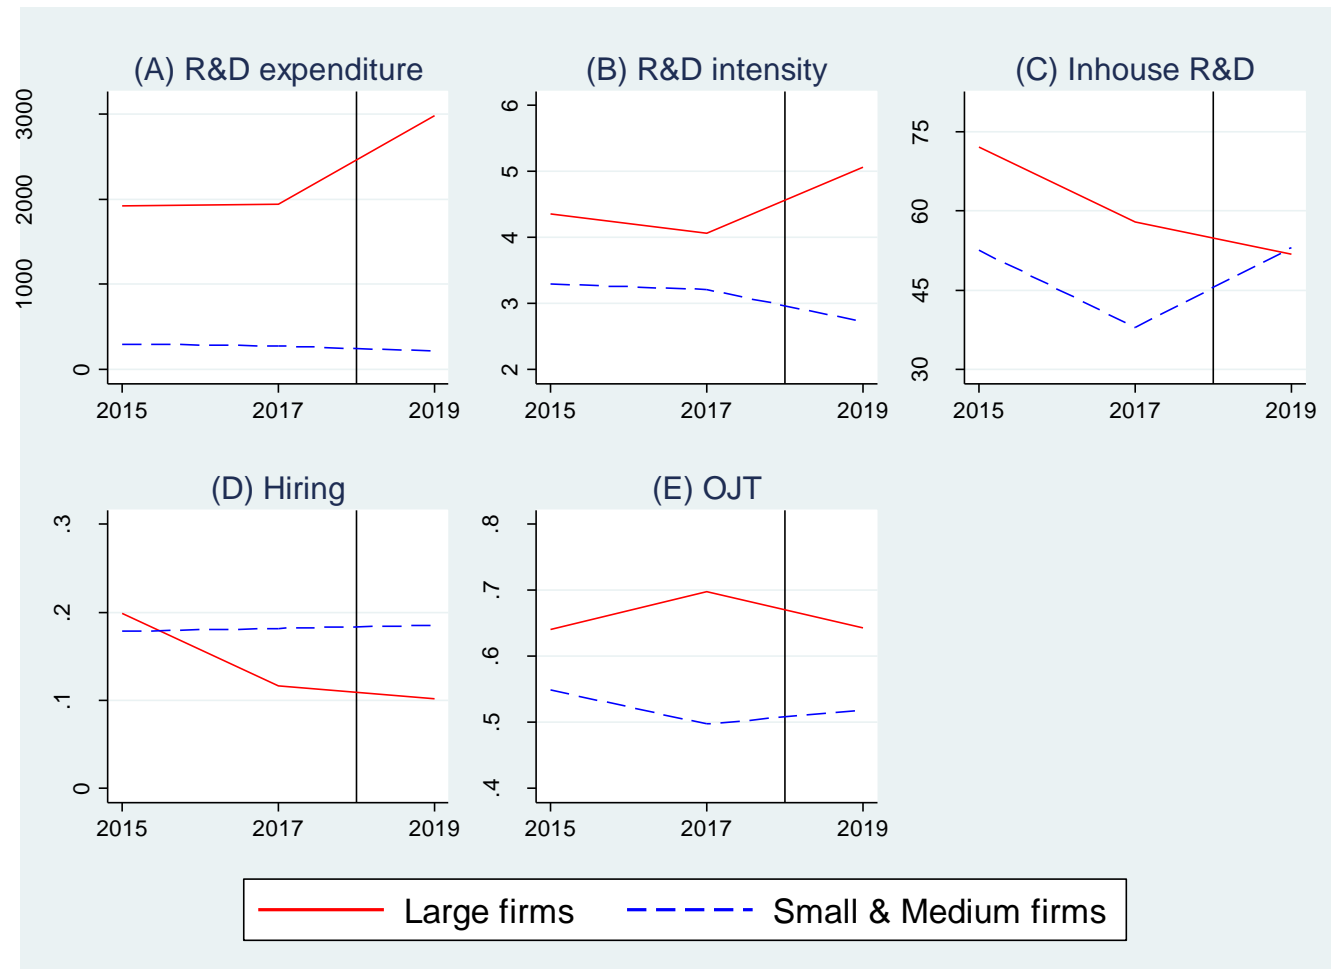 (A) R&D expenditure
3000
2000
1000
0
2015 2017 2019
(B) R&D intensity
6
5
4
3
2
2015 2017 2019
(C) Inhouse R&D
75
60
45
30
2015 2017 2019
(D) Hiring
.3
.2
.1
0
2015 2017 2019
(E) OJT
.8
.7
.6
.5
.4
2015 2017 2019
Large firms Small & Medium firms